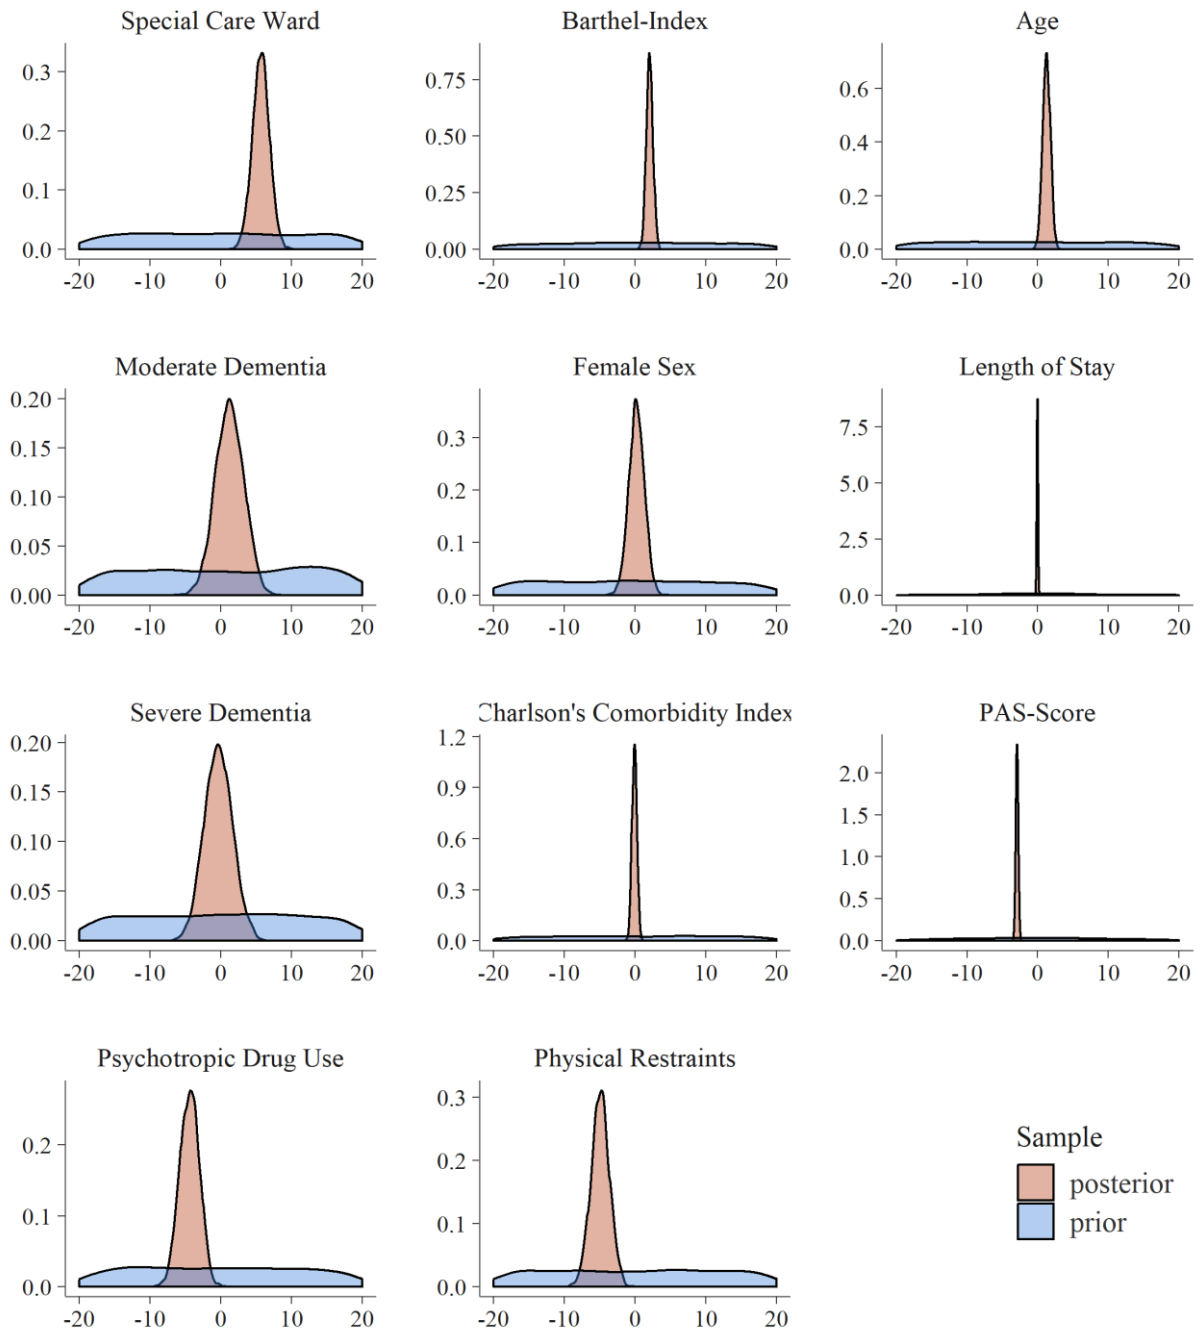 Special Care Ward
Barthel-Index
Age
0.3
0.2
0.1
0.0
-20 -10 0 10 20
0.75
0.50
0.25
0.00
-20 -10 0 10 20
0.6
0.4
0.2
0.0
-20 -10 0 10 20
Moderate Dementia
Female Sex
Length of Stay
0.20
0.15
0.10
0.05
0.00
-20 -10 0 10 20
0.3
0.2
0.1
0.0
-20 -10 0 10 20
7.5
5.0
2.5
0.0
-20 -10 0 10 20
Severe Dementia
Charlson's Comorbidity Index
PAS-Score
0.20
0.15
0.10
0.05
0.00
-20 -10 0 10 20
1.2
0.9
0.6
0.3
0.0
-20 -10 0 10 20
2.0
1.5
1.0
0.5
0.0
-20 -10 0 10 20
Psychotropic Drug Use
Physical Restraints
0.2
0.1
0.0
-20 -10 0 10 20
0.3
0.2
0.1
0.0
-20 -10 0 10 20
Sample
posterior
prior